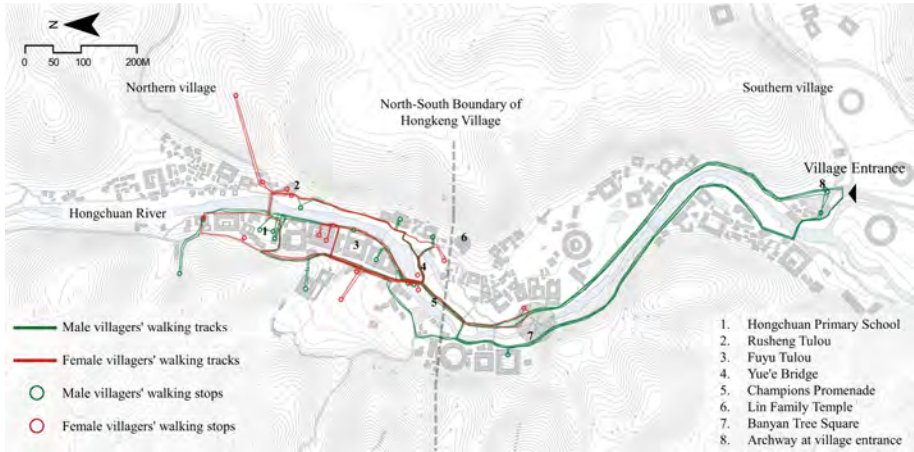 N
0 50 100 200M
Northern village
North-South Boundary of
Hongkeng Village
Southern village
Village Entrance
Hongchuan River
1
2
3
4
5
6
7
8
Male villagers' walking tracks
Female villagers' walking tracks
Male villagers' walking stops
Female villagers' walking stops
1. Hongchuan Primary School
2. Rusheng Tulou
3. Fuyu Tulou
4. Yue'e Bridge
5. Champions Promenade
6. Lin Family Temple
7. Banyan Tree Square
8. Archway at village entrance